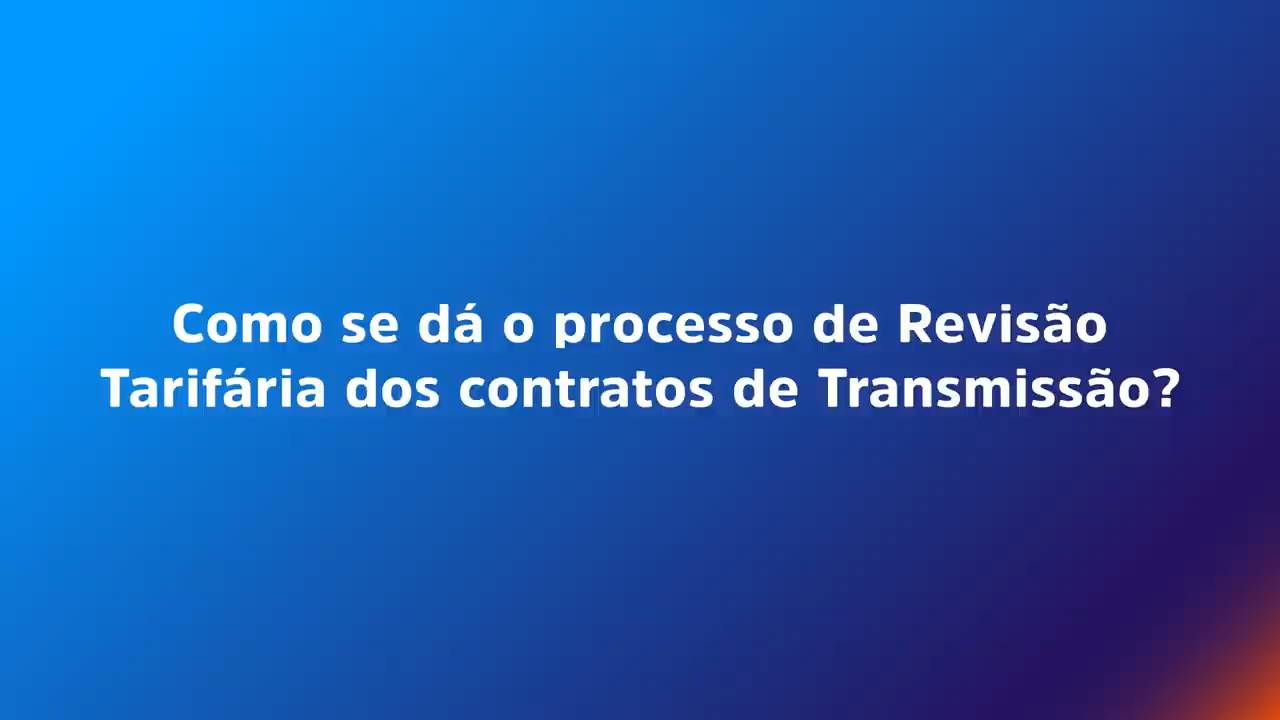 Como se dá o processo de Revisão
Tarifária dos contratos de Transmissão?